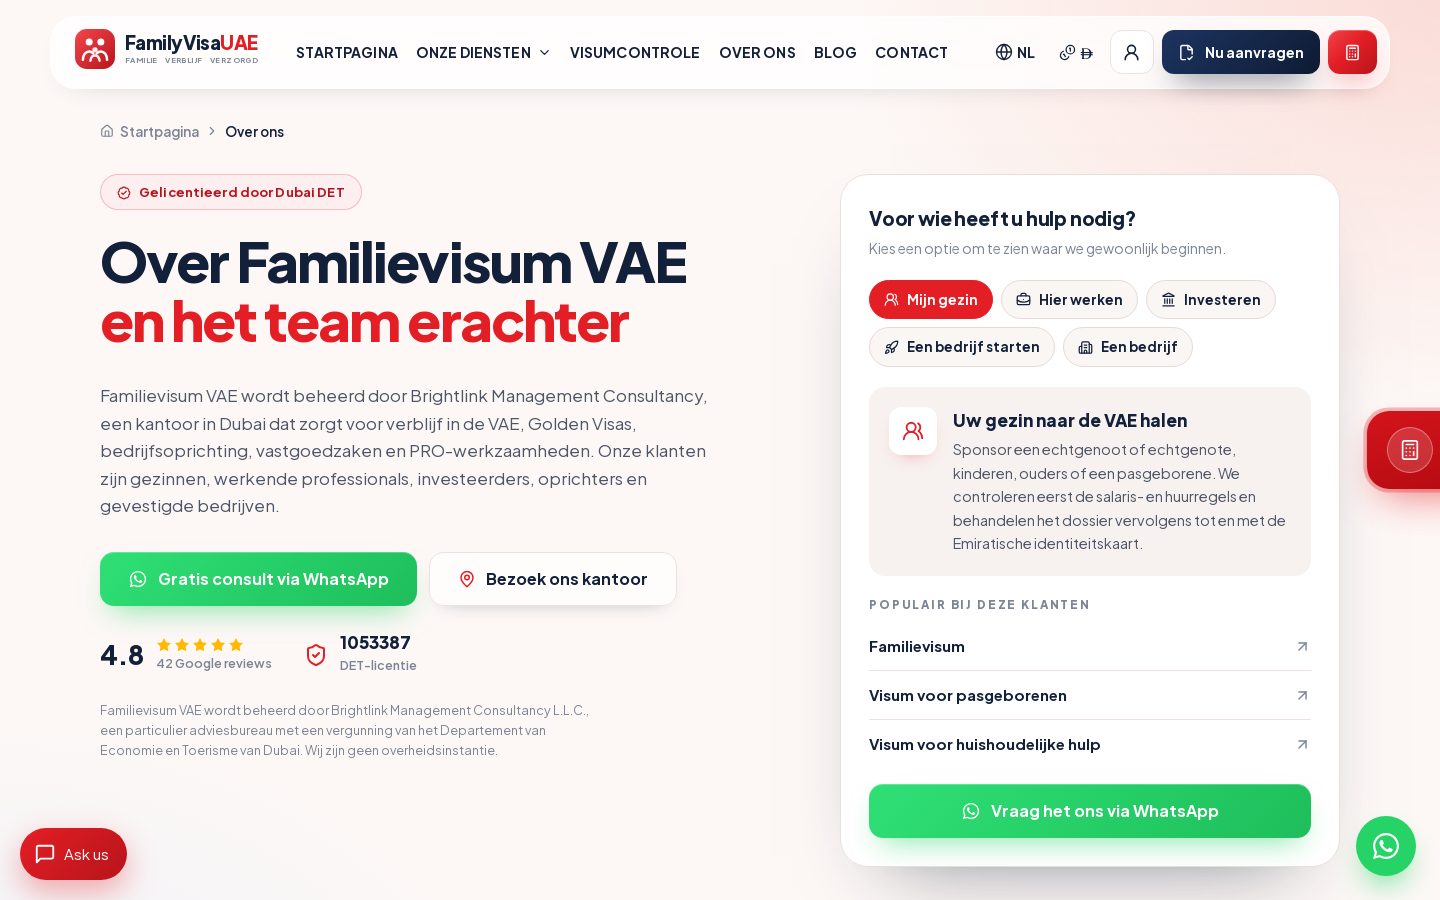 FamilyVisaUAE
FAMILIE VERBLIJF VERZORGD
STARTPAGINA
ONZE DIENSTEN
VISUMCONTROLE
OVER ONS
BLOG
CONTACT
NL
Nu aanvragen
Startpagina
Over ons
Gelicentieerd door Dubai DET
Over Familievisum VAE
en het team erachter
Familievisum VAE wordt beheerd door Brightlink Management Consultancy,
een kantoor in Dubai dat zorgt voor verblijf in de VAE, Golden Visas,
bedrijfsoprichting, vastgoedzaken en PRO-werkzaamheden. Onze klanten
zijn gezinnen, werkende professionals, investeerders, oprichters en
gevestigde bedrijven.
Gratis consult via WhatsApp
Bezoek ons kantoor
4.8
42 Google reviews
1053387
DET-licentie
Familievisum VAE wordt beheerd door Brightlink Management Consultancy L.L.C.,
een particulier adviesbureau met een vergunning van het Departement van
Economie en Toerisme van Dubai. Wij zijn geen overheidsinstantie.
Voor wie heeft u hulp nodig?
Kies een optie om te zien waar we gewoonlijk beginnen.
Mijn gezin
Hier werken
Investeren
Een bedrijf starten
Een bedrijf
Uw gezin naar de VAE halen
Sponsor een echtgenoot of echtgenote,
kinderen, ouders of een pasgeborene. We
controleren eerst de salaris- en huurregels en
behandelen het dossier vervolgens tot en met de
Emiratische identiteitskaart.
POPULAIR BIJ DEZE KLANTEN
Familievisum
Visum voor pasgeborenen
Visum voor huishoudelijke hulp
Vraag het ons via WhatsApp
Ask us